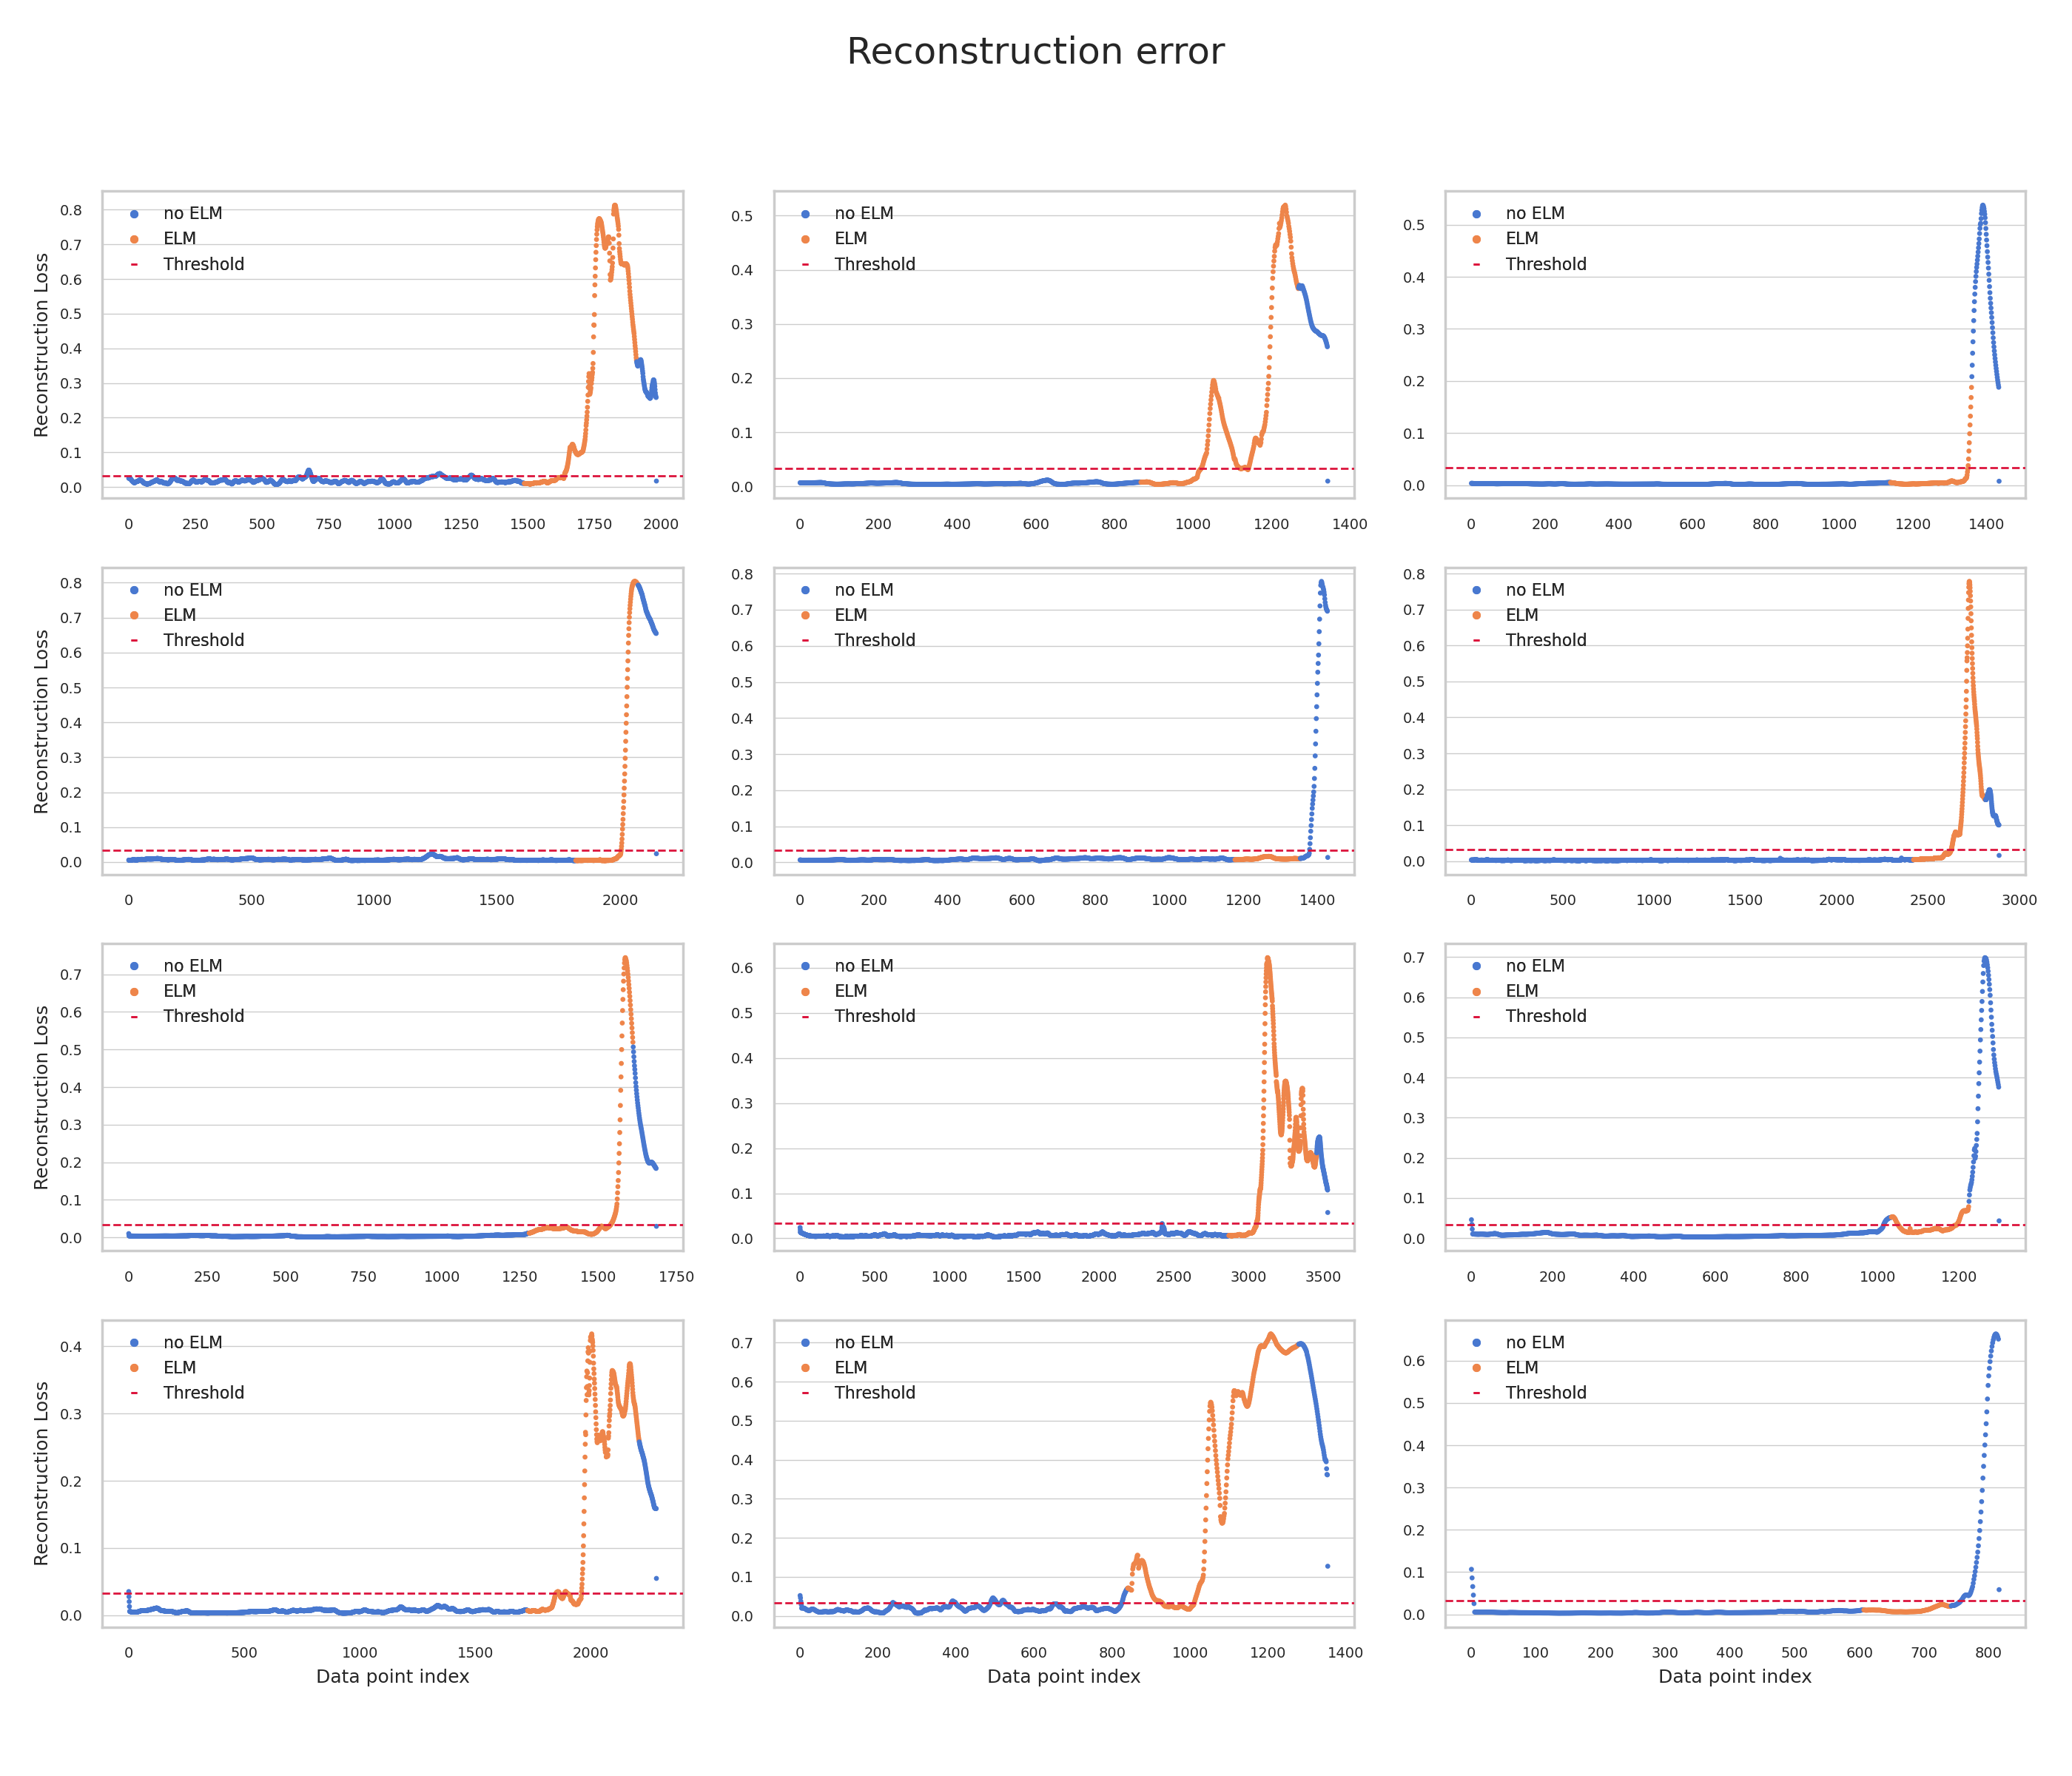 Reconstruction error
Reconstruction Loss
0.8
0.7
0.6
0.5
0.4
0.3
0.2
0.1
0.0
no ELM
ELM
Threshold
0 250 500 750 1000 1250 1500 1750 2000
0.5
0.4
0.3
0.2
0.1
0.0
no ELM
ELM
Threshold
0 200 400 600 800 1000 1200 1400
0.5
0.4
0.3
0.2
0.1
0.0
no ELM
ELM
Threshold
0 200 400 600 800 1000 1200 1400
Reconstruction Loss
0.8
0.7
0.6
0.5
0.4
0.3
0.2
0.1
0.0
no ELM
ELM
Threshold
0 500 1000 1500 2000
0.8
0.7
0.6
0.5
0.4
0.3
0.2
0.1
0.0
no ELM
ELM
Threshold
0 200 400 600 800 1000 1200 1400
0.8
0.7
0.6
0.5
0.4
0.3
0.2
0.1
0.0
no ELM
ELM
Threshold
0 500 1000 1500 2000 2500 3000
Reconstruction Loss
0.7
0.6
0.5
0.4
0.3
0.2
0.1
0.0
no ELM
ELM
Threshold
0 250 500 750 1000 1250 1500 1750
0.6
0.5
0.4
0.3
0.2
0.1
0.0
no ELM
ELM
Threshold
0 500 1000 1500 2000 2500 3000 3500
0.7
0.6
0.5
0.4
0.3
0.2
0.1
0.0
no ELM
ELM
Threshold
0 200 400 600 800 1000 1200
Reconstruction Loss
0.4
0.3
0.2
0.1
0.0
no ELM
ELM
Threshold
0 500 1000 1500 2000
Data point index
0.7
0.6
0.5
0.4
0.3
0.2
0.1
0.0
no ELM
ELM
Threshold
0 200 400 600 800 1000 1200 1400
Data point index
0.6
0.5
0.4
0.3
0.2
0.1
0.0
no ELM
ELM
Threshold
0 100 200 300 400 500 600 700 800
Data point index